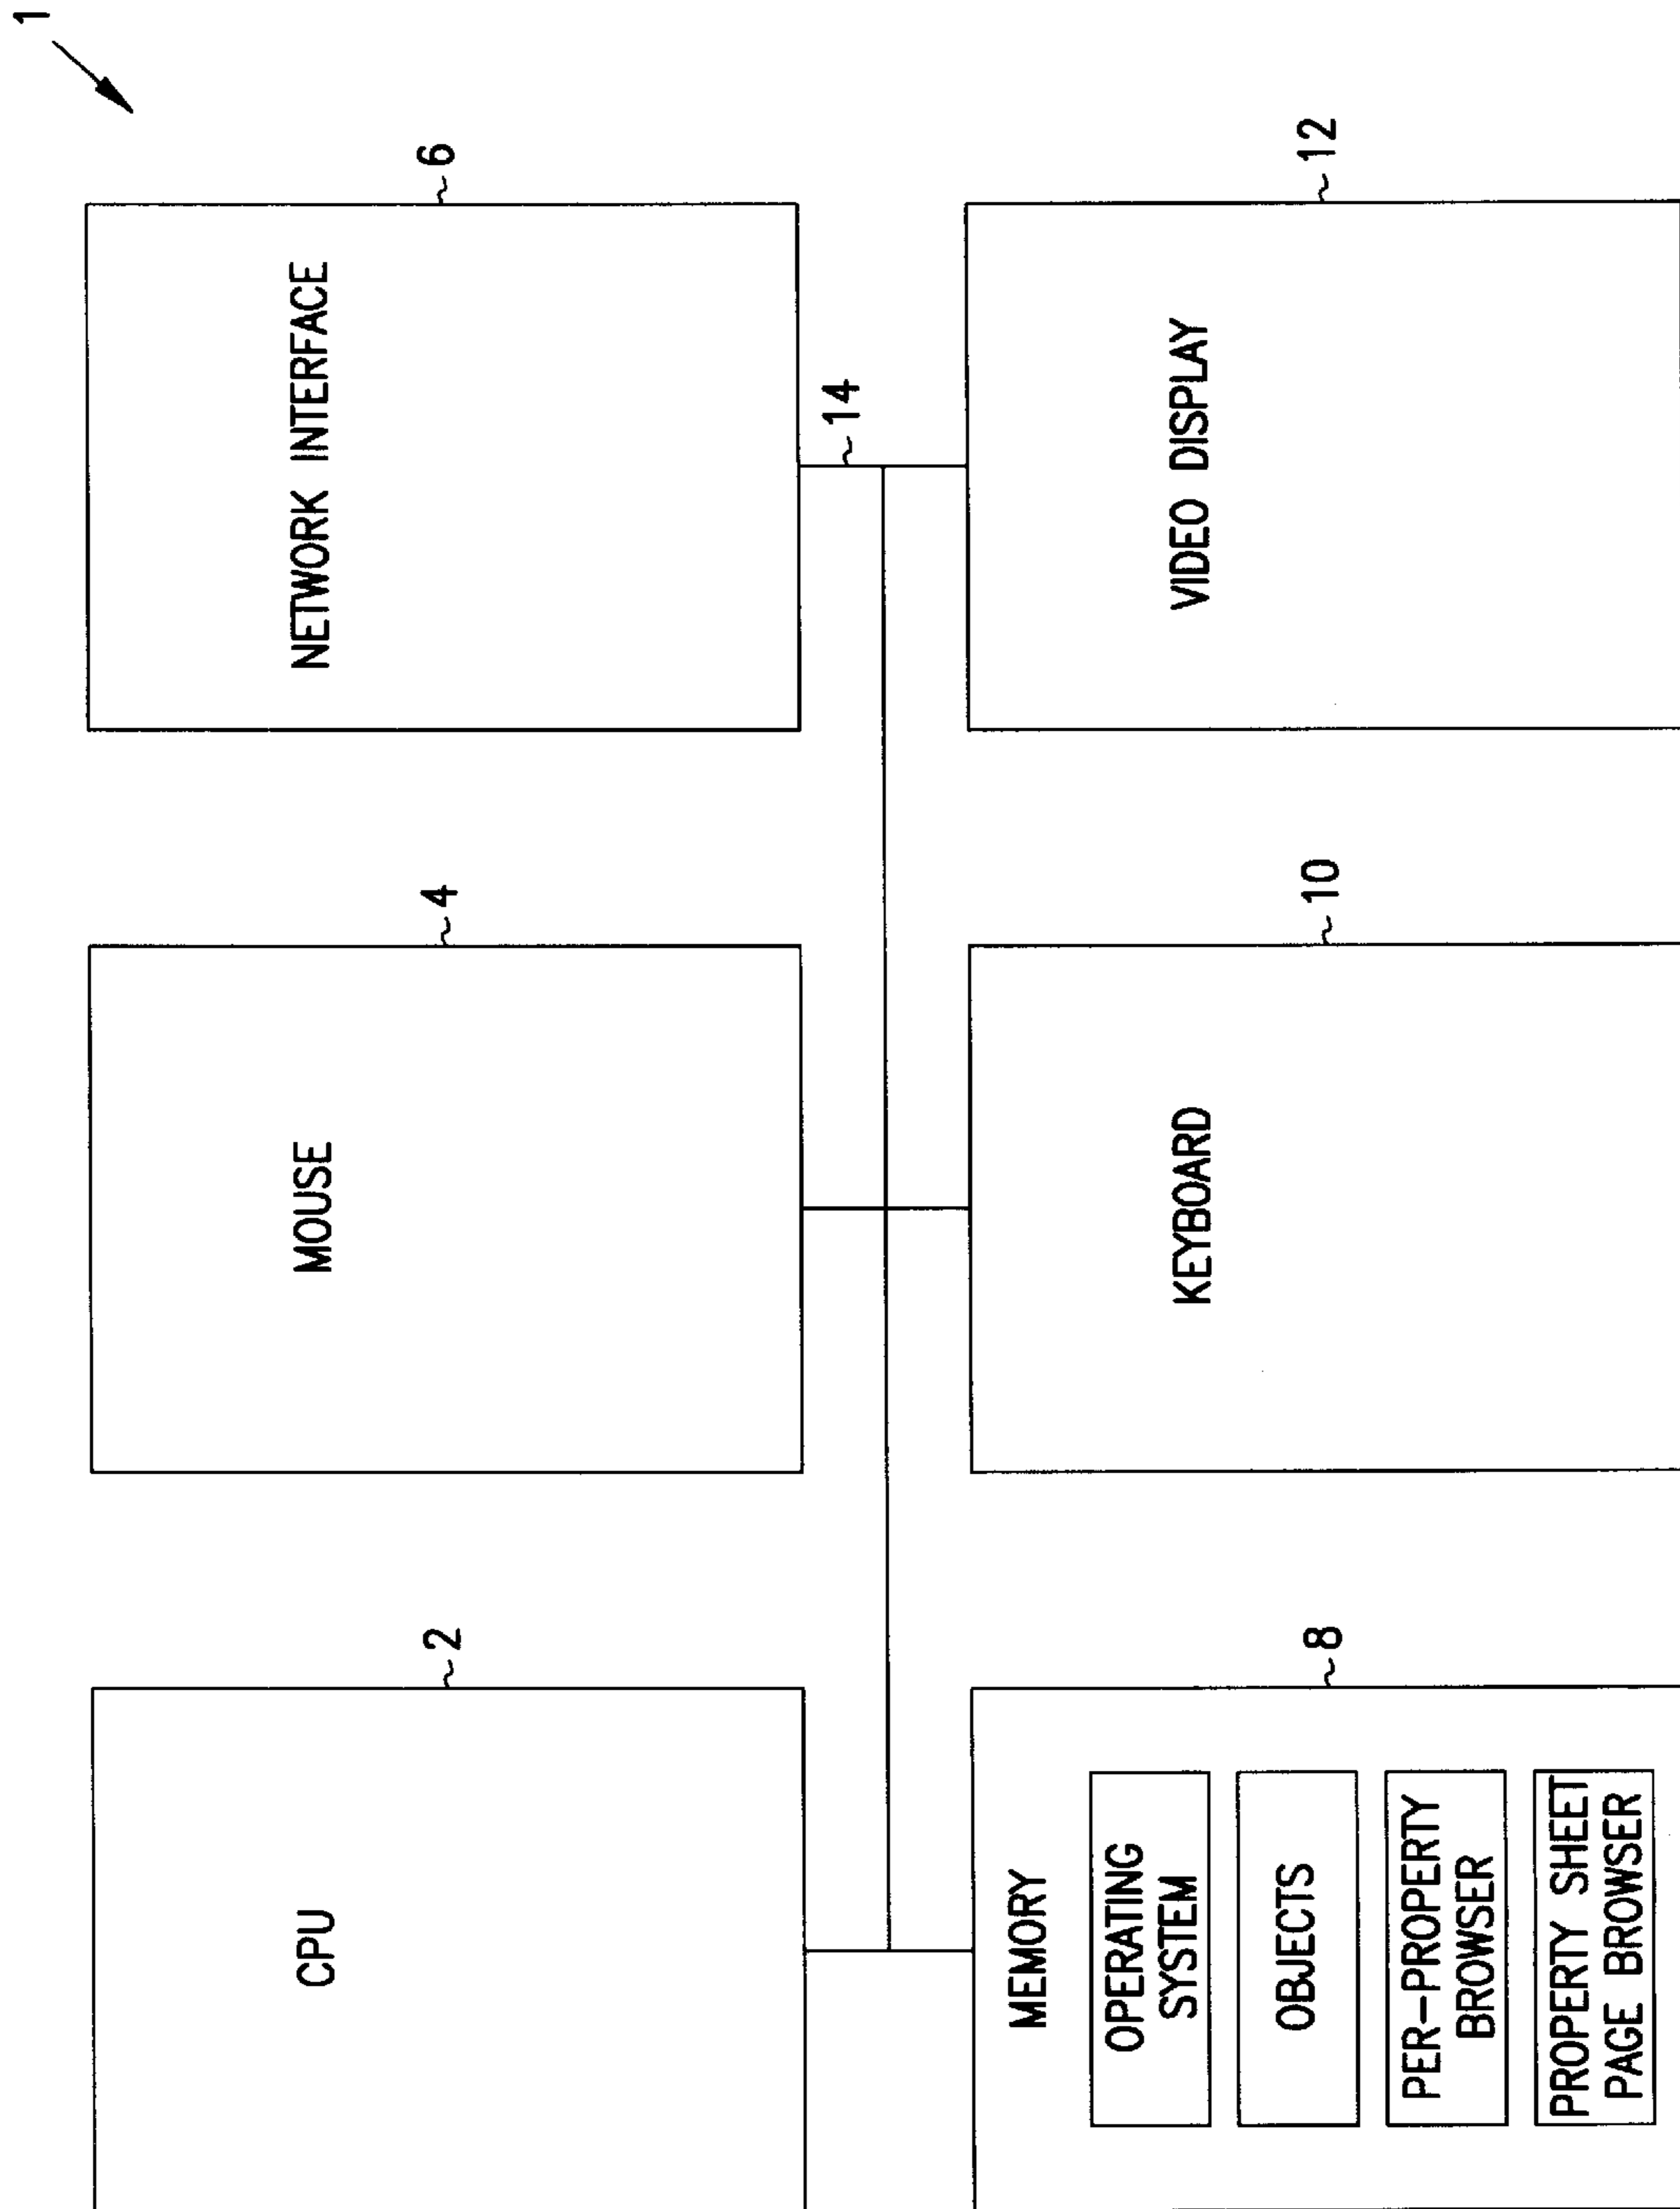 1
CPU
2
MOUSE
4
NETWORK INTERFACE
6
14
MEMORY
8
OPERATING
SYSTEM
OBJECTS
PER-PROPERTY
BROWSER
PROPERTY SHEET
PAGE BROWSER
KEYBOARD
10
VIDEO DISPLAY
12